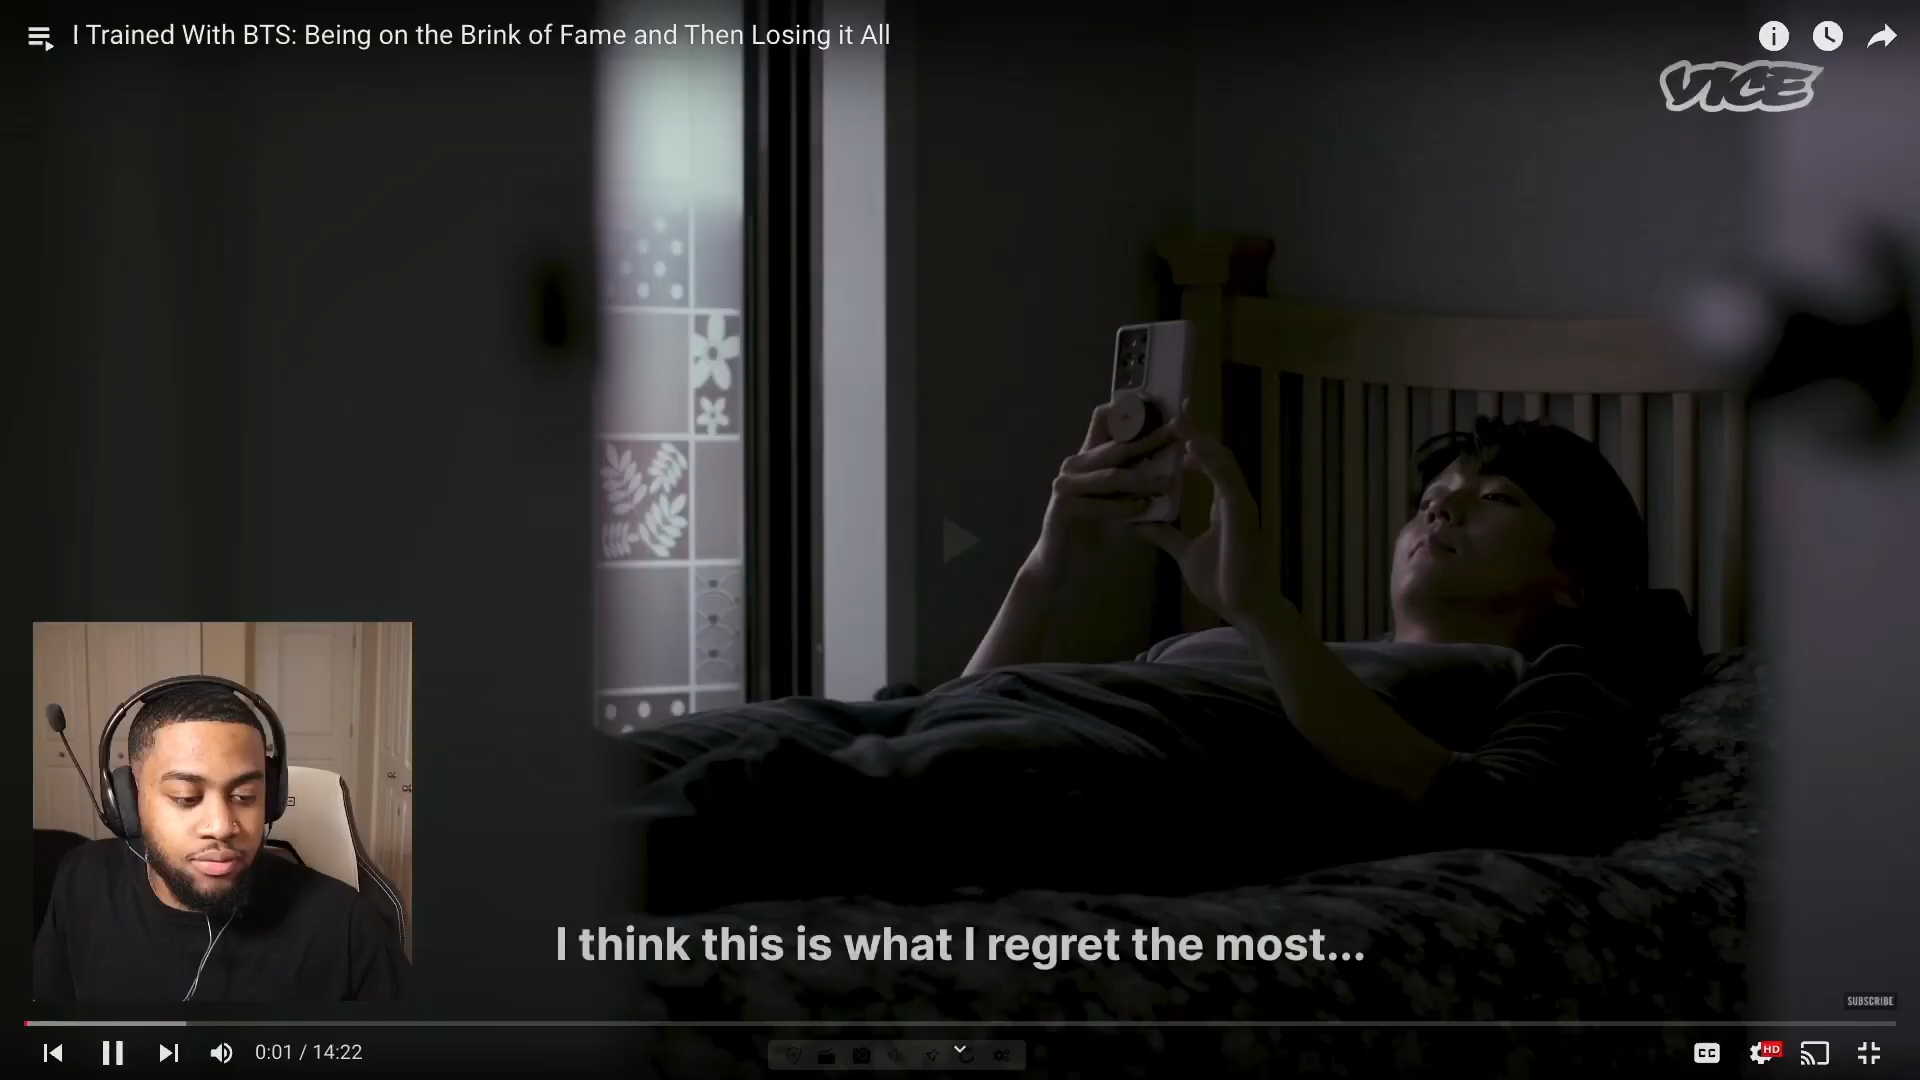 I Trained With BTS: Being on the Brink of Fame and Then Losing it All
VICE
I think this is what I regret the most...
SUBSCRIBE
0:01 / 14:22
CC
HD